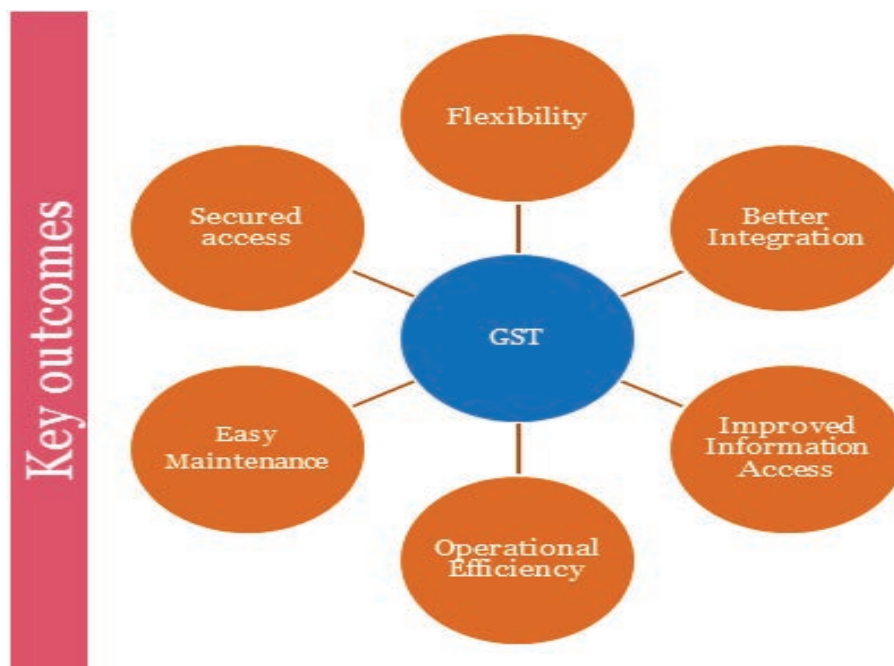 Key outcomes
Flexibility
Secured
access
Better
Integration
GST
Easy
Maintenance
Improved
Information
Access
Operational
Efficiency